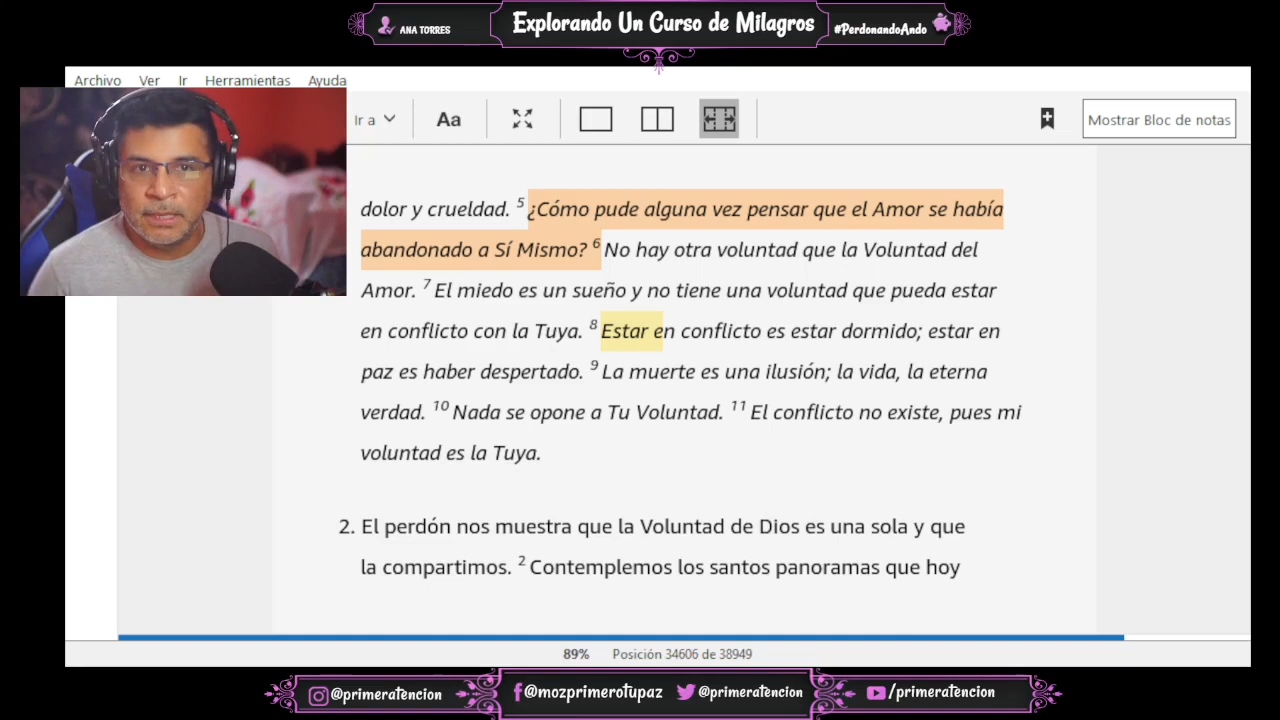 ANA TORRES
Explorando Un Curso de Milagros
#PerdonandoAndo
Archivo Ver Ir Herramientas Ayuda
Ir a Aa Mostrar Bloc de notas
dolor y crueldad. 5 ¿Cómo pude alguna vez pensar que el Amor se había
abandonado a Sí Mismo? 6 No hay otra voluntad que la Voluntad del
Amor. 7 El miedo es un sueño y no tiene una voluntad que pueda estar
en conflicto con la Tuya. 8 Estar en conflicto es estar dormido; estar en
paz es haber despertado. 9 La muerte es una ilusión; la vida, la eterna
verdad. 10 Nada se opone a Tu Voluntad. 11 El conflicto no existe, pues mi
voluntad es la Tuya.
2. El perdón nos muestra que la Voluntad de Dios es una sola y que
la compartimos. 2 Contemplemos los santos panoramas que hoy
89% Posición 34606 de 38949
@primeratencion @mozprimerotupaz @primeratencion /primeratencion